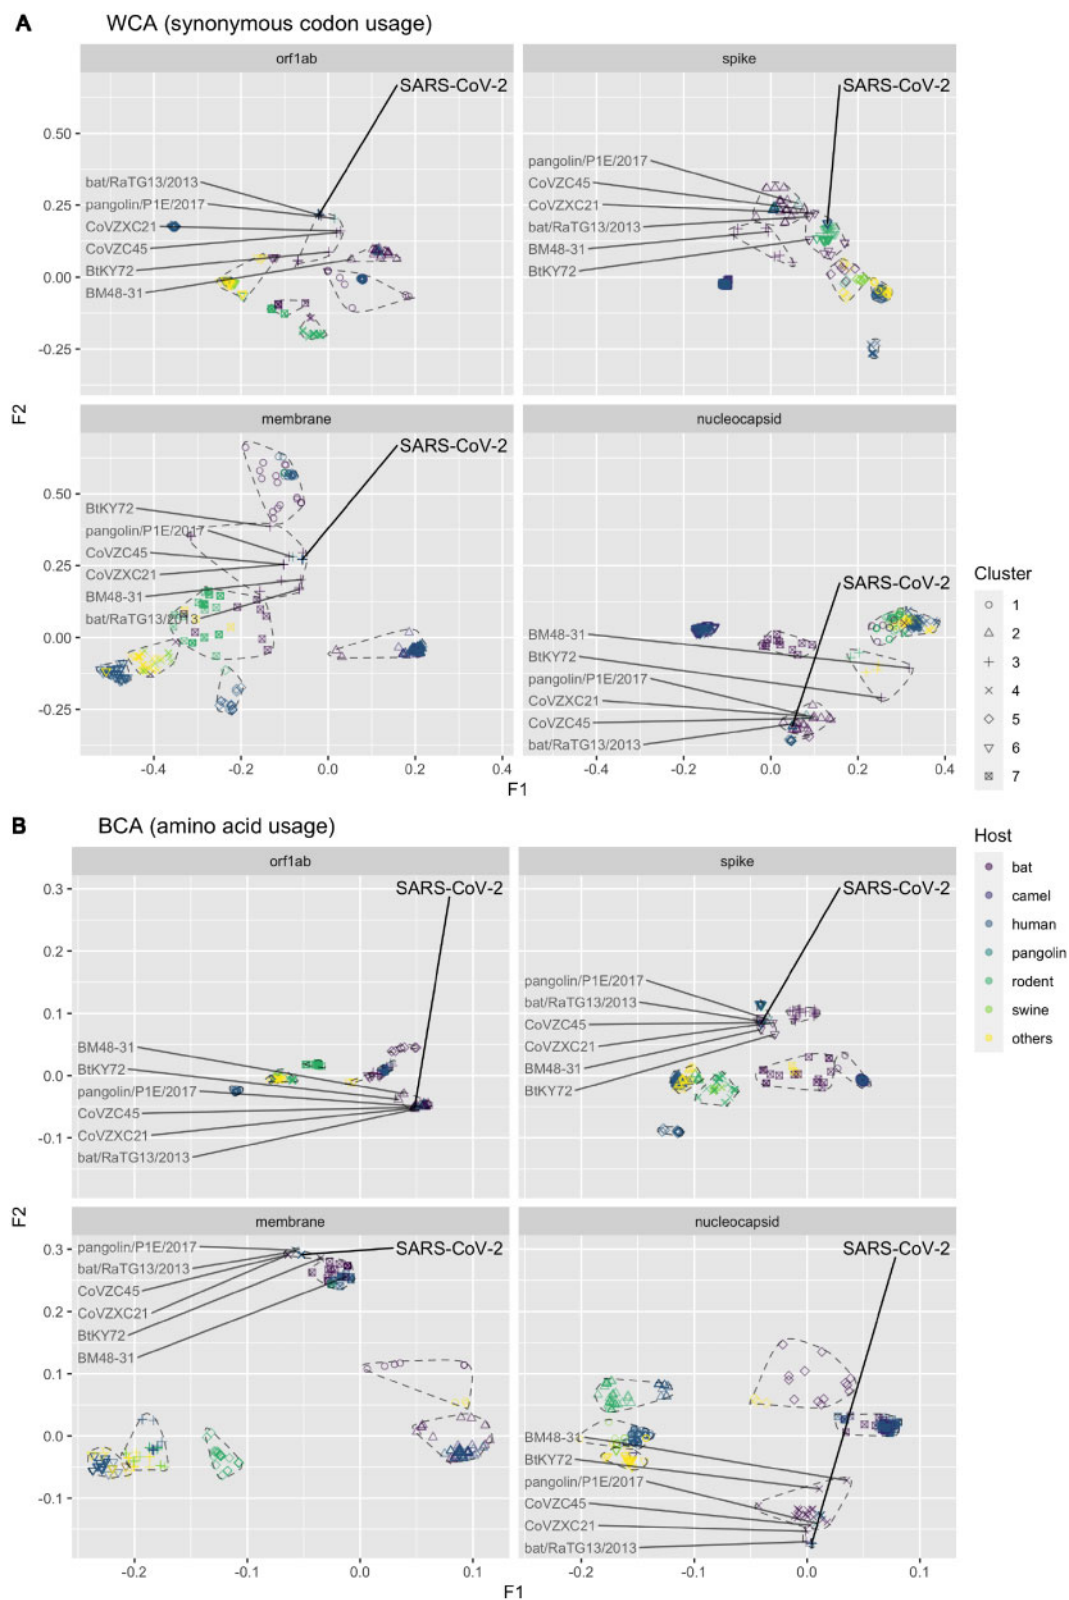 A WCA (synonymous codon usage)
orf1ab
spike
SARS-CoV-2
SARS-CoV-2
0.50
0.25
0.00
-0.25
bat/RaTG13/2013
pangolin/P1E/2017
CoVZXC21
CoVZC45
BtKY72
BM48-31
pangolin/P1E/2017
CoVZC45
CoVZXC21
bat/RaTG13/2013
BM48-31
BtKY72
F2
membrane
nucleocapsid
SARS-CoV-2
SARS-CoV-2
0.50
0.25
0.00
-0.25
BtKY72
pangolin/P1E/2017
CoVZC45
CoVZXC21
BM48-31
bat/RaTG13/2013
BM48-31
BtKY72
pangolin/P1E/2017
CoVZXC21
CoVZC45
bat/RaTG13/2013
-0.4 -0.2 0.0 0.2 0.4
-0.4 -0.2 0.0 0.2 0.4
F1
Cluster
1
2
3
4
5
6
7
B BCA (amino acid usage)
orf1ab
spike
SARS-CoV-2
SARS-CoV-2
0.3
0.2
0.1
0.0
-0.1
BM48-31
BtKY72
pangolin/P1E/2017
CoVZC45
CoVZXC21
bat/RaTG13/2013
pangolin/P1E/2017
bat/RaTG13/2013
CoVZC45
CoVZXC21
BM48-31
BtKY72
Host
bat
camel
human
pangolin
rodent
swine
others
F2
membrane
nucleocapsid
SARS-CoV-2
SARS-CoV-2
0.3
0.2
0.1
0.0
-0.1
pangolin/P1E/2017
bat/RaTG13/2013
CoVZC45
CoVZXC21
BtKY72
BM48-31
BM48-31
BtKY72
pangolin/P1E/2017
CoVZC45
CoVZXC21
bat/RaTG13/2013
-0.2 -0.1 0.0 0.1
-0.2 -0.1 0.0 0.1
F1